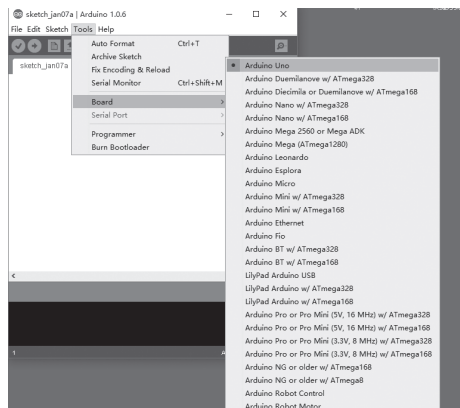 sketch_jan07a | Arduino 1.0.6
File Edit Sketch Tools Help
sketch_jan07a
Auto Format Ctrl+T
Archive Sketch
Fix Encoding & Reload
Serial Monitor Ctrl+Shift+M
Board
Serial Port
Programmer
Burn Bootloader
Arduino Uno
Arduino Duemilanove w/ ATmega328
Arduino Diecimila or Duemilanove w/ ATmega168
Arduino Nano w/ ATmega328
Arduino Nano w/ ATmega168
Arduino Mega 2560 or Mega ADK
Arduino Mega (ATmega1280)
Arduino Leonardo
Arduino Esplora
Arduino Micro
Arduino Mini w/ ATmega328
Arduino Mini w/ ATmega168
Arduino Ethernet
Arduino Fio
Arduino BT w/ ATmega328
Arduino BT w/ ATmega168
LilyPad Arduino USB
LilyPad Arduino w/ ATmega328
LilyPad Arduino w/ ATmega168
Arduino Pro or Pro Mini (5V, 16 MHz) w/ ATmega328
Arduino Pro or Pro Mini (5V, 16 MHz) w/ ATmega168
Arduino Pro or Pro Mini (3.3V, 8 MHz) w/ ATmega328
Arduino Pro or Pro Mini (3.3V, 8 MHz) w/ ATmega168
Arduino NG or older w/ ATmega168
Arduino NG or older w/ ATmega8
Arduino Robot Control
Arduino Robot Motor
1